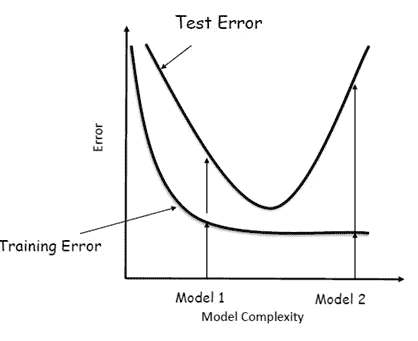 Test Error
Error
Training Error
Model 1
Model 2
Model Complexity